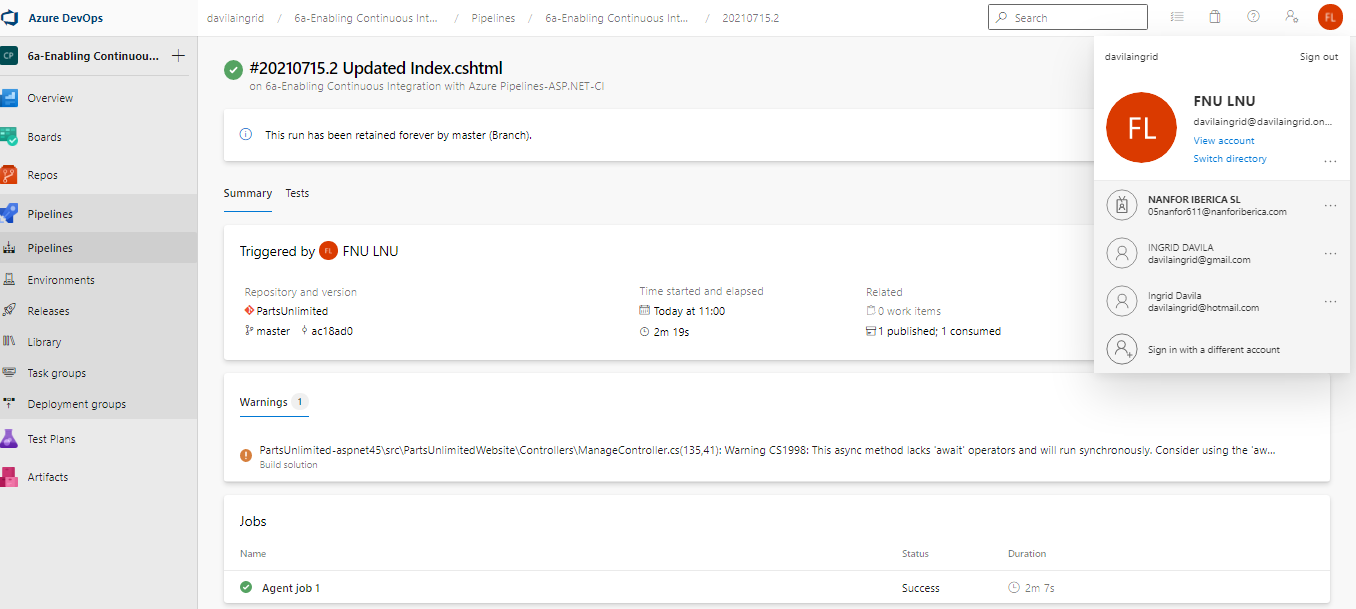 Azure DevOps
davilaingrid / 6a-Enabling Continuous Int... / Pipelines / 6a-Enabling Continuous Int... / 20210715.2
Search
FL
CP 6a-Enabling Continuou...
Overview
Boards
Repos
Pipelines
Pipelines
Environments
Releases
Library
Task groups
Deployment groups
Test Plans
Artifacts
#20210715.2 Updated Index.cshtml
on 6a-Enabling Continuous Integration with Azure Pipelines-ASP.NET-CI
This run has been retained forever by master (Branch).
Summary Tests
Triggered by FL FNU LNU
Repository and version
PartsUnlimited
master ac18ad0
Time started and elapsed
Today at 11:00
2m 19s
Related
0 work items
1 published; 1 consumed
Warnings 1
PartsUnlimited-aspnet45\src\PartsUnlimitedWebsite\Controllers\ManageController.cs(135,41): Warning CS1998: This async method lacks 'await' operators and will run synchronously. Consider using the 'aw...
Build solution
Jobs
Name Status Duration
Agent job 1 Success 2m 7s
davilaingrid Sign out
FL
FNU LNU
davilaingrid@davilaingrid.on...
View account
Switch directory ...
NANFOR IBERICA SL
05nanfor611@nanforiberica.com ...
INGRID DAVILA
davilaingrid@gmail.com ...
Ingrid Davila
davilaingrid@hotmail.com ...
Sign in with a different account